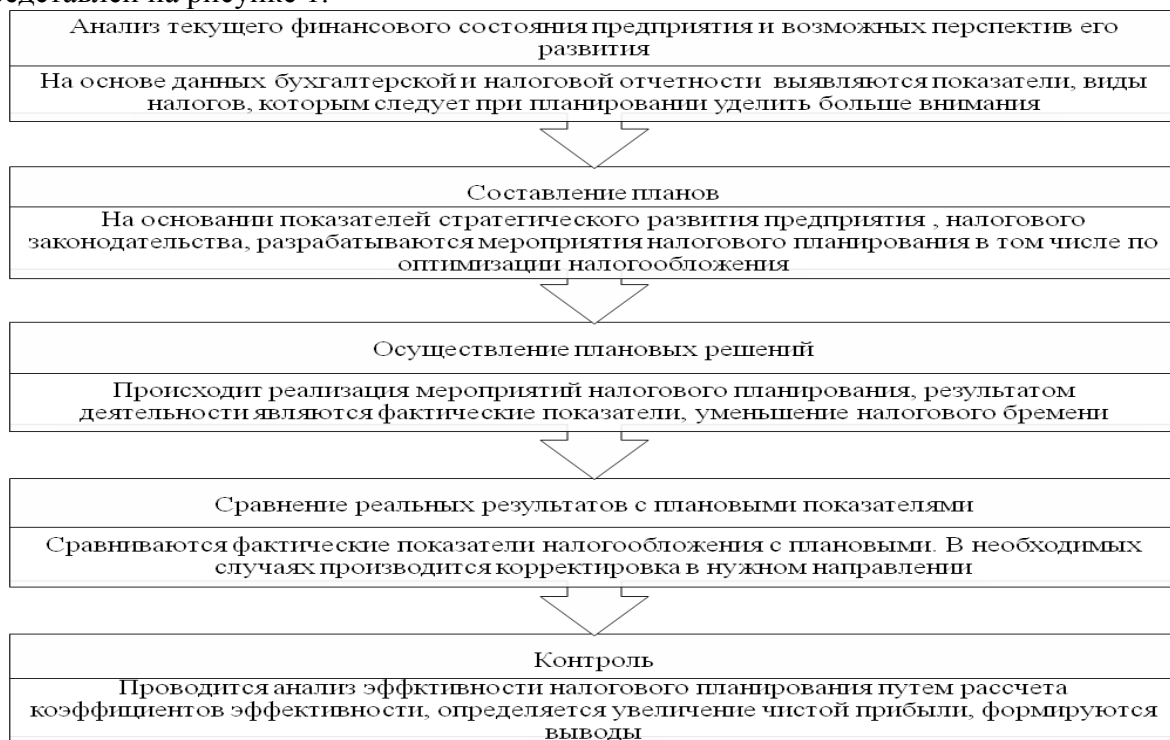 представлен на рисунке 1.
Анализ текущего финансового состояния предприятия и возможных перспектив его
развития
На основе данных бухгалтерской и налоговой отчетности выявляются показатели, виды
налогов, которым следует при планировании уделить больше внимания
Составление планов
На основании показателей стратегического развития предприятия , налогового
законодательства, разрабатываются мероприятия налогового планирования в том числе по
оптимизации налогообложения
Осуществление плановых решений
Происходит реализация мероприятий налогового планирования, результатом
деятельности являются фактические показатели, уменьшение налогового бремени
Сравнение реальных результатов с плановыми показателями
Сравниваются фактические показатели налогообложения с плановыми. В необходимых
случаях производится корректировка в нужном направлении
Контроль
Проводится анализ эффктивности налогового планирования путем рассчета
коэффициентов эффективности, определяется увеличение чистой прибыли, формируются
выводы